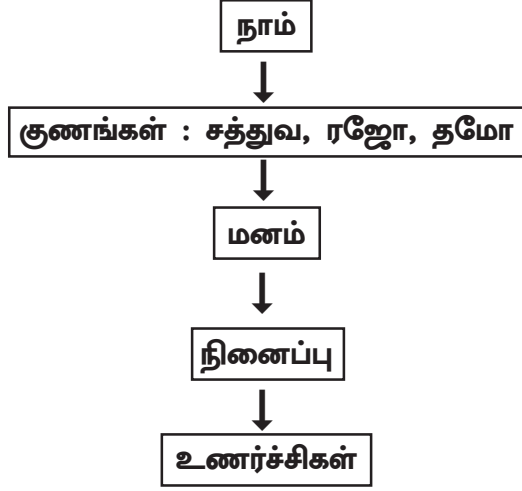 நாம்
குணங்கள் : சத்துவ, ரஜோ, தமோ
மனம்
நினைப்பு
உணர்ச்சிகள்